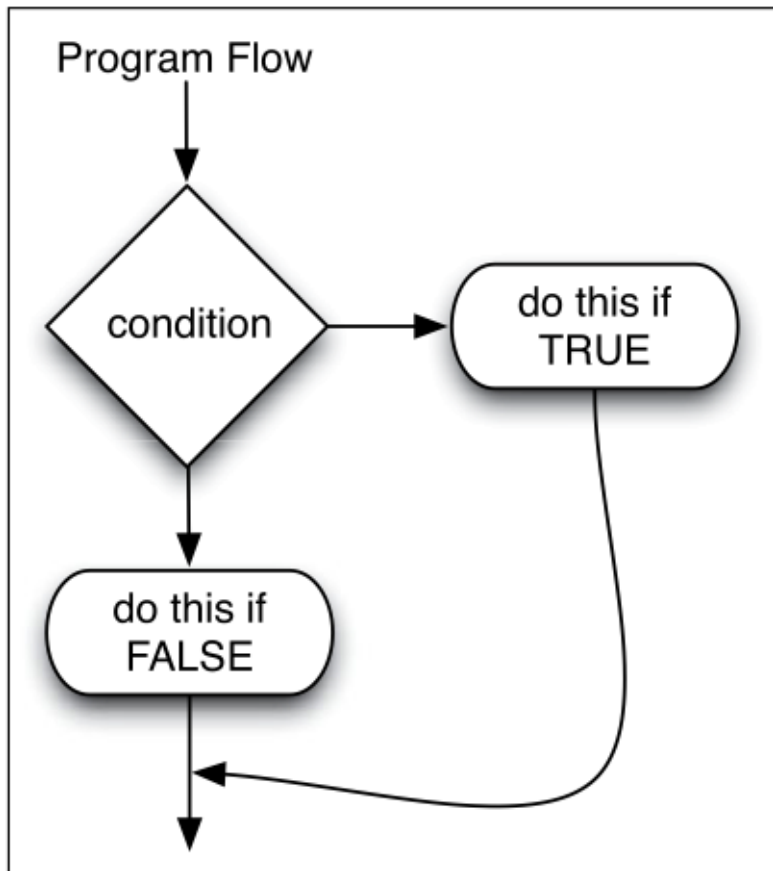 Program Flow
condition
do this if
TRUE
do this if
FALSE